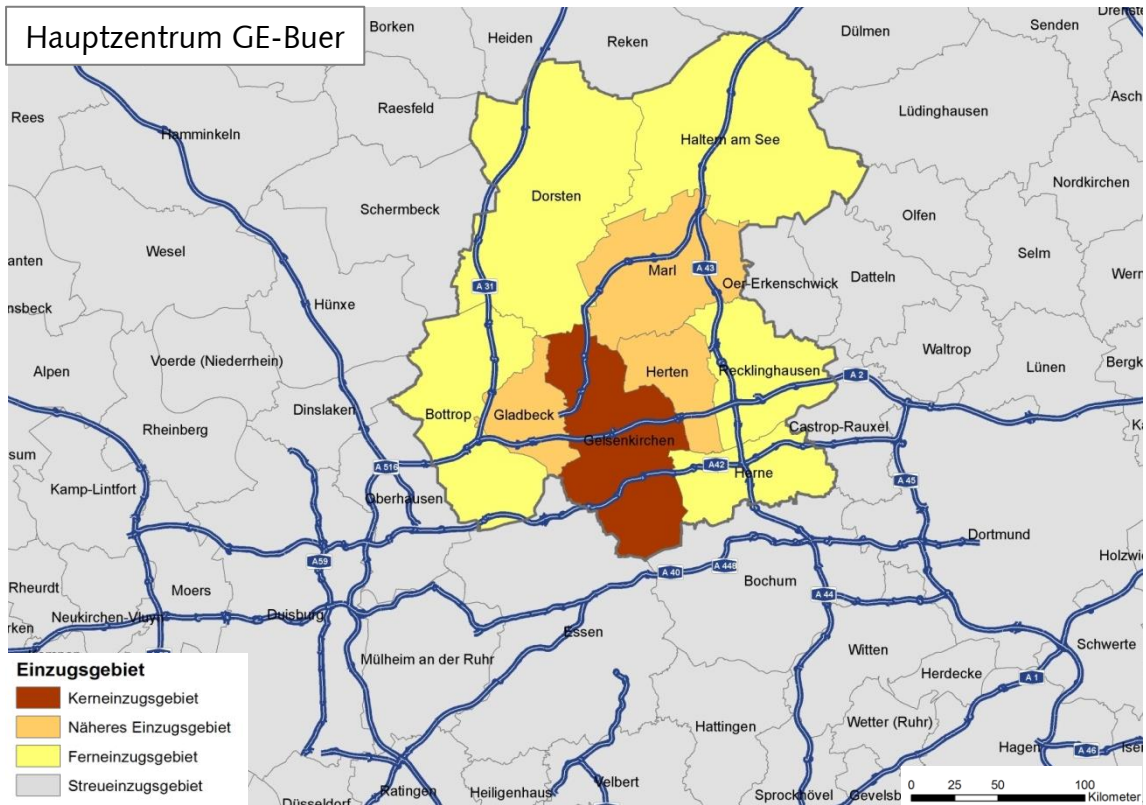 Hauptzentrum GE-Buer
Borken
Heiden
Reken
Dülmen
Senden
Rees
Hamminkeln
Raesfeld
Lüdinghausen
Haltern am See
Nordkirchen
Dorsten
Schermbeck
Olfen
Wesel
Selm
Marl
A 43
Oer-Erkenschwick
Datteln
A 31
Hünxe
Voerde (Niederrhein)
Waltrop
Lünen
Alpen
Herten
Recklinghausen
A 2
Dinslaken
Bottrop
Gladbeck
Castrop-Rauxel
Rheinberg
Gelsenkirchen
A 516
A42
Herne
Kamp-Lintfort
Oberhausen
A 45
Dortmund
A59
A 40
A 448
Bochum
Rheurdt
Moers
A 44
Neukirchen-Vluyn
Duisburg
Essen
Schwerte
Mülheim an der Ruhr
Witten
Herdecke
A 1
Hattingen
Wetter (Ruhr)
Hagen
A 46
Velbert
Ratingen
Heiligenhaus
Düsseldorf
Sprockhövel
Einzugsgebiet
Kerneinzugsgebiet
Näheres Einzugsgebiet
Ferneinzugsgebiet
Streueinzugsgebiet
0 25 50 100
Kilometer